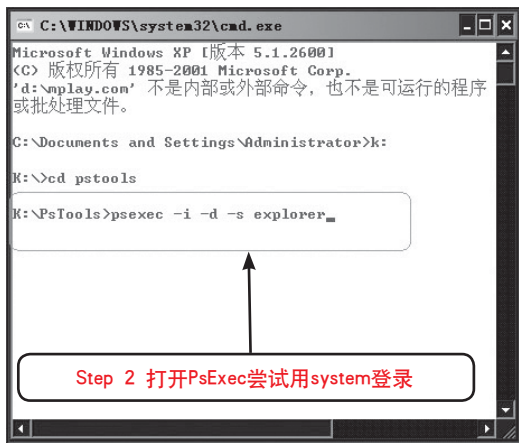 C:\WINDOWS\system32\cmd.exe
Microsoft Windows XP [版本 5.1.2600]
(C) 版权所有 1985-2001 Microsoft Corp.
'd:\mplay.com' 不是内部或外部命令，也不是可运行的程序
或批处理文件。
C:\Documents and Settings\Administrator>k:
K:\>cd pstools
K:\PsTools>psexec -i -d -s explorer_
Step 2 打开PsExec尝试用system登录